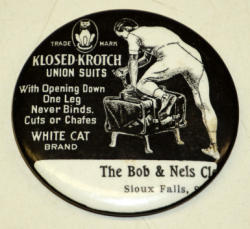 TRADE MARK
KLOSED-KROTCH
UNION SUITS
With Opening Down
One Leg
Never Binds,
Cuts or Chafes
WHITE CAT
BRAND
The Bob & Nels Cl
Sioux Falls, S